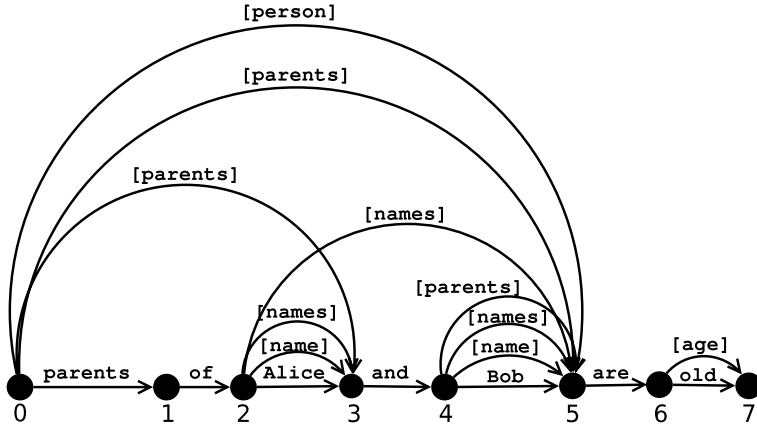 [person]
[parents]
[parents]
[names]
[parents]
[names] [names]
[name] [name] [age]
parents of Alice and Bob are old
0 1 2 3 4 5 6 7